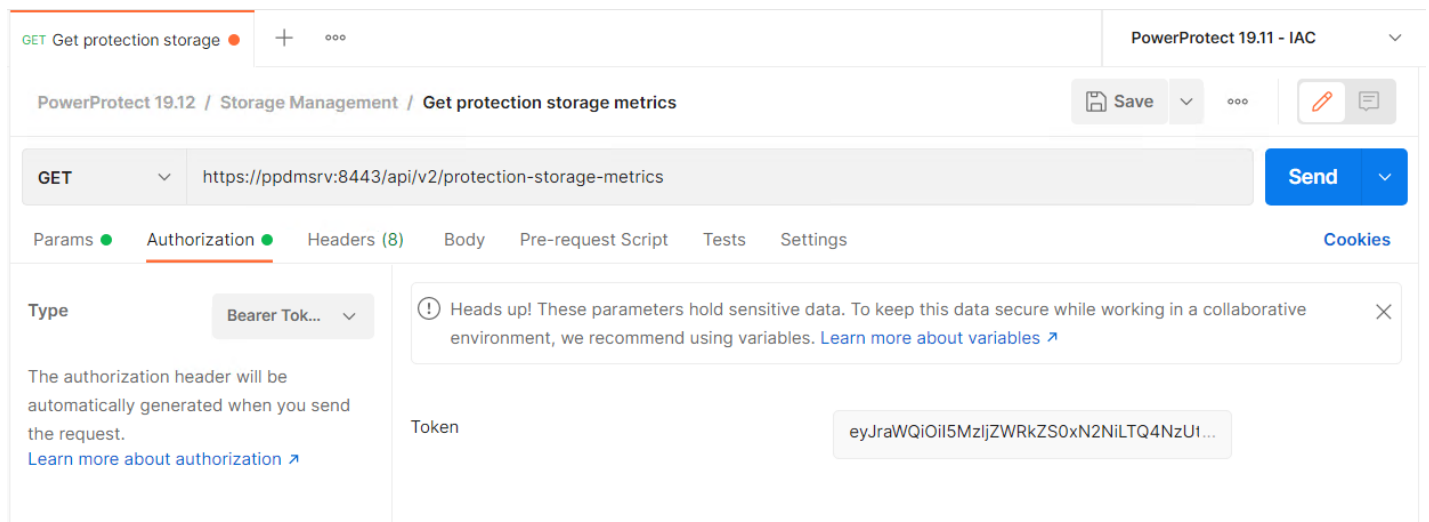 GET Get protection storage
PowerProtect 19.11 - IAC
PowerProtect 19.12 / Storage Management / Get protection storage metrics
Save
GET
https://ppdmsrv:8443/api/v2/protection-storage-metrics
Send
Params
Authorization
Headers (8)
Body
Pre-request Script
Tests
Settings
Cookies
Type
Bearer Tok...
Heads up! These parameters hold sensitive data. To keep this data secure while working in a collaborative
environment, we recommend using variables. Learn more about variables ↗
The authorization header will be
automatically generated when you send
the request.
Learn more about authorization ↗
Token
eyJraWQiOiI5MzljZWRkZS0xN2NiLTQ4NzUt...